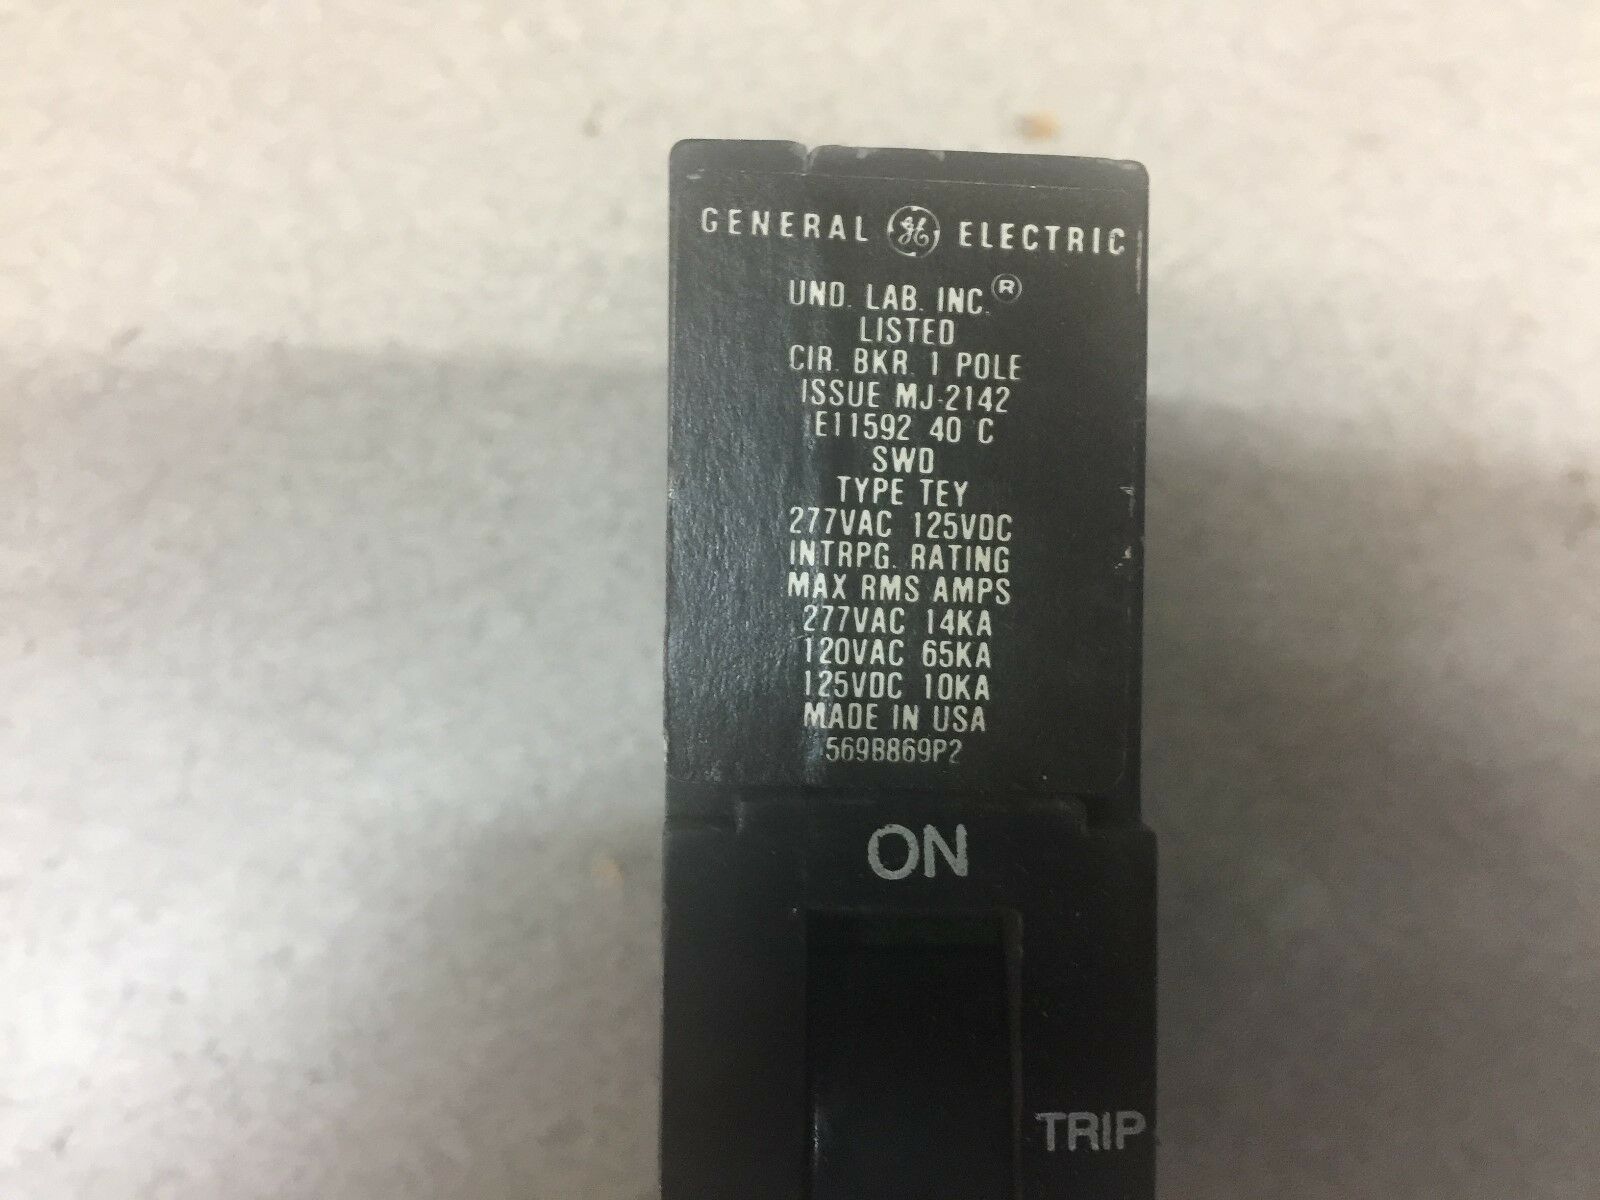 GENERAL GE ELECTRIC
UND. LAB. INC.®
LISTED
CIR. BKR. 1 POLE
ISSUE MJ-2142
E11592 40 C
SWD
TYPE TEY
277VAC 125VDC
INTRPG. RATING
MAX RMS AMPS
277VAC 14KA
120VAC 65KA
125VDC 10KA
MADE IN USA
569B869P2
ON
TRIP